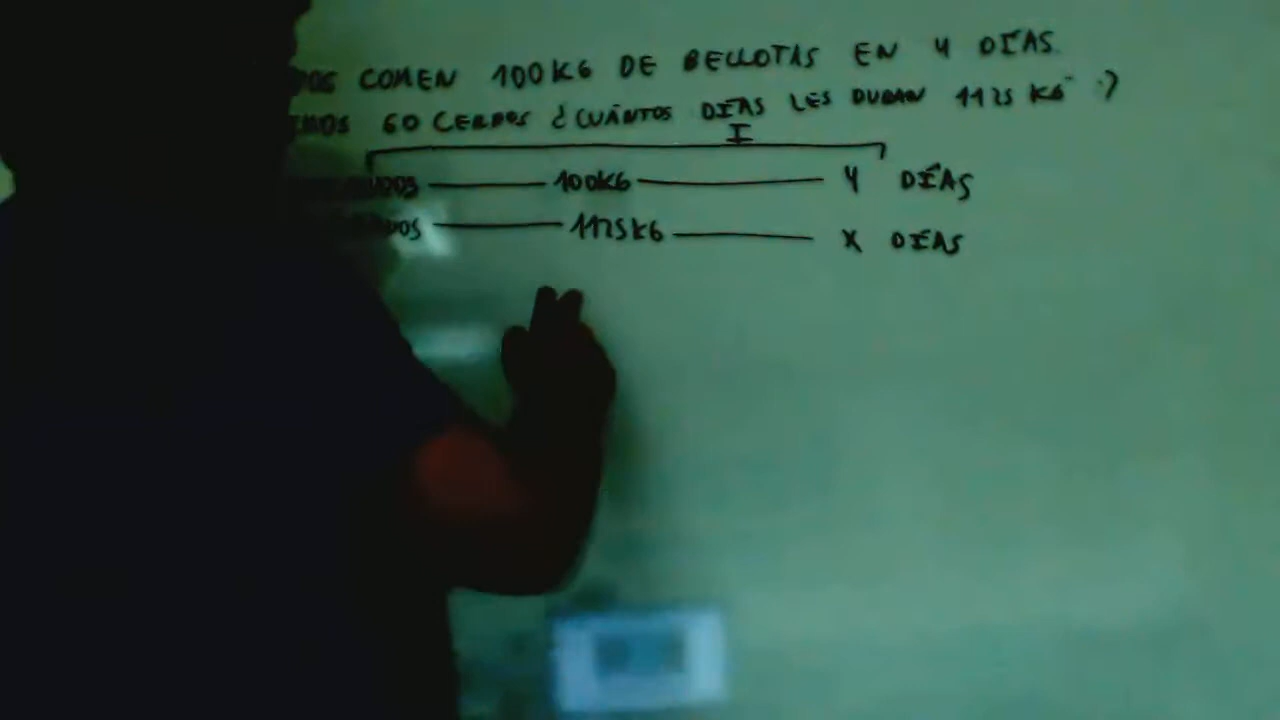 COMEN 100KG DE BELLOTAS EN 4 DÍAS
60 CERDOS ¿CUÁNTOS DÍAS LES DURAN 1125 KG?
I
100KG 4 DÍAS
1125KG X DÍAS